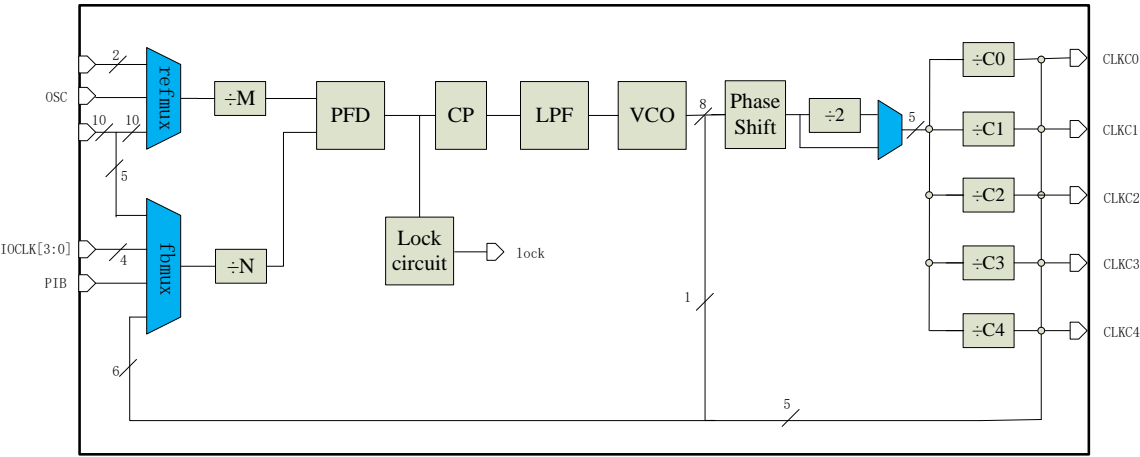 2
OSC
10
10
5
refmux
÷M
PFD
CP
LPF
VCO
8
Phase
Shift
÷2
5
÷C0
CLKC0
÷C1
CLKC1
÷C2
CLKC2
÷C3
CLKC3
÷C4
CLKC4
IOCLK[3:0]
4
PIB
fbmux
÷N
Lock
circuit
lock
1
6
5